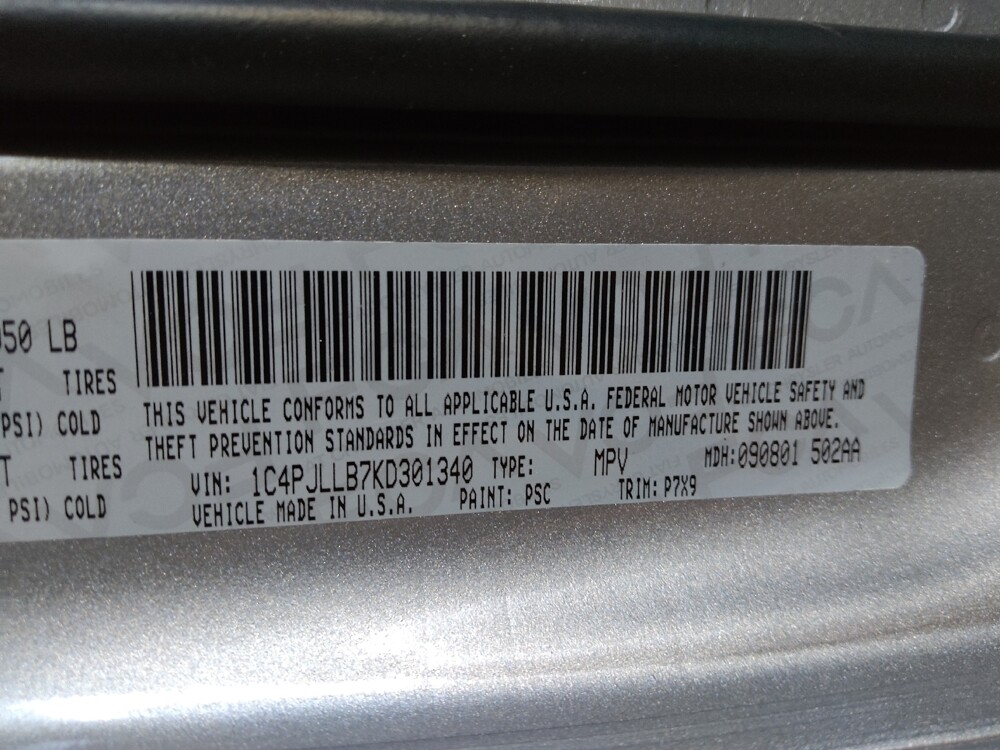 50 LB
TIRES
PSI) COLD
THIS VEHICLE CONFORMS TO ALL APPLICABLE U.S.A. FEDERAL MOTOR VEHICLE SAFETY AND
THEFT PREVENTION STANDARDS IN EFFECT ON THE DATE OF MANUFACTURE SHOWN ABOVE.
T TIRES
VIN: 1C4PJLLB7KD301340 TYPE: MPV MDH:090801 502AA
PSI) COLD
VEHICLE MADE IN U.S.A. PAINT: PSC TRIM: P7X9